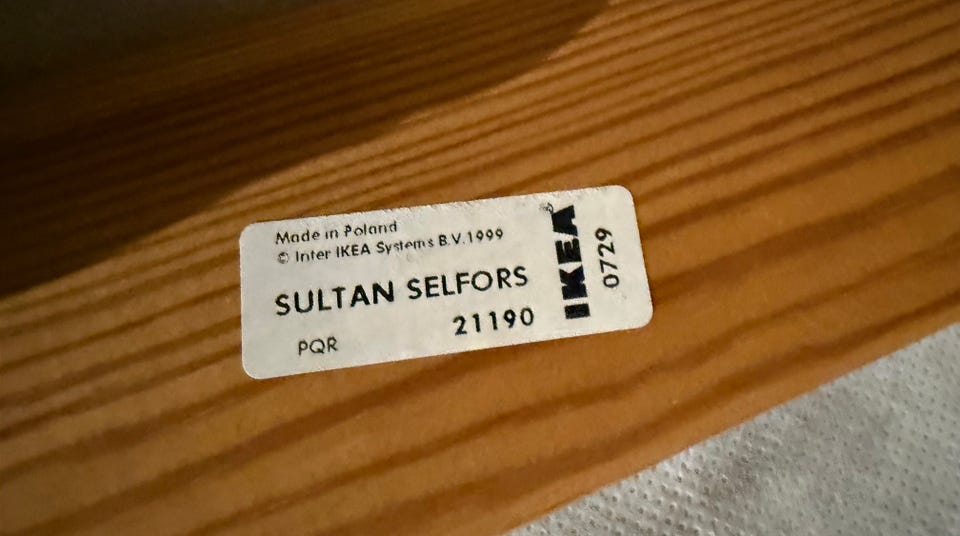 Made in Poland
© Inter IKEA Systems B.V. 1999
SULTAN SELFORS
21190
PQR
IKEA®
0729